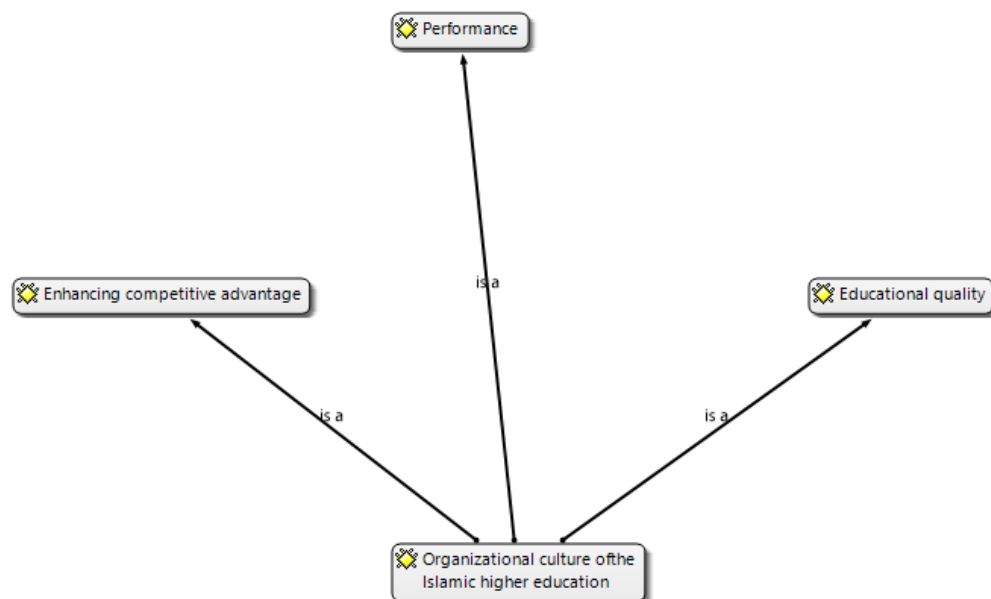 Performance
Enhancing competitive advantage
is a
Educational quality
is a
is a
Organizational culture ofthe
Islamic higher education